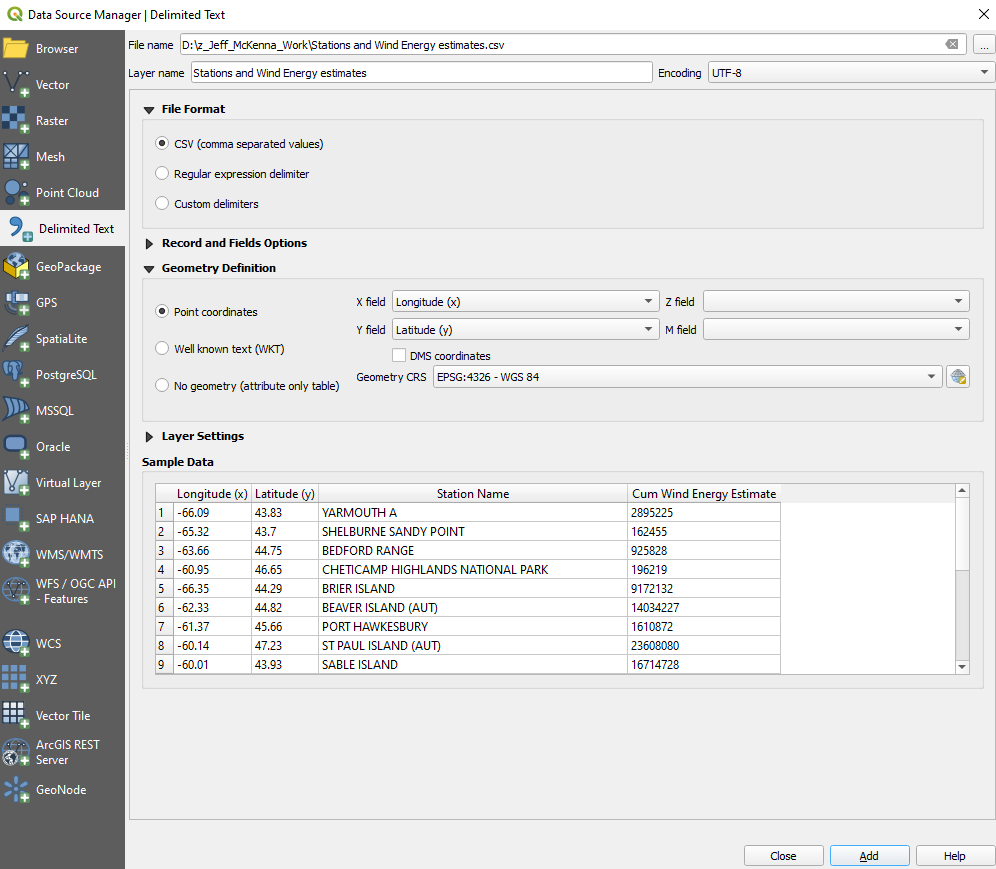 Data Source Manager | Delimited Text
Browser
Vector
Raster
Mesh
Point Cloud
Delimited Text
GeoPackage
GPS
SpatiaLite
PostgreSQL
MSSQL
Oracle
Virtual Layer
SAP HANA
WMS/WMTS
WFS / OGC API
- Features
WCS
XYZ
Vector Tile
ArcGIS REST
Server
GeoNode
File name D:\z_Jeff_McKenna_Work\Stations and Wind Energy estimates.csv ...
Layer name Stations and Wind Energy estimates Encoding UTF-8
File Format
CSV (comma separated values)
Regular expression delimiter
Custom delimiters
Record and Fields Options
Geometry Definition
Point coordinates
Well known text (WKT)
No geometry (attribute only table)
X field Longitude (x) Z field
Y field Latitude (y) M field
DMS coordinates
Geometry CRS EPSG:4326 - WGS 84
Layer Settings
Sample Data
Longitude (x) Latitude (y) Station Name Cum Wind Energy Estimate
1 -66.09 43.83 YARMOUTH A 2895225
2 -65.32 43.7 SHELBURNE SANDY POINT 162455
3 -63.66 44.75 BEDFORD RANGE 925828
4 -60.95 46.65 CHETICAMP HIGHLANDS NATIONAL PARK 196219
5 -66.35 44.29 BRIER ISLAND 9172132
6 -62.33 44.82 BEAVER ISLAND (AUT) 14034227
7 -61.37 45.66 PORT HAWKESBURY 1610872
8 -60.14 47.23 ST PAUL ISLAND (AUT) 23608080
9 -60.01 43.93 SABLE ISLAND 16714728
Close Add Help